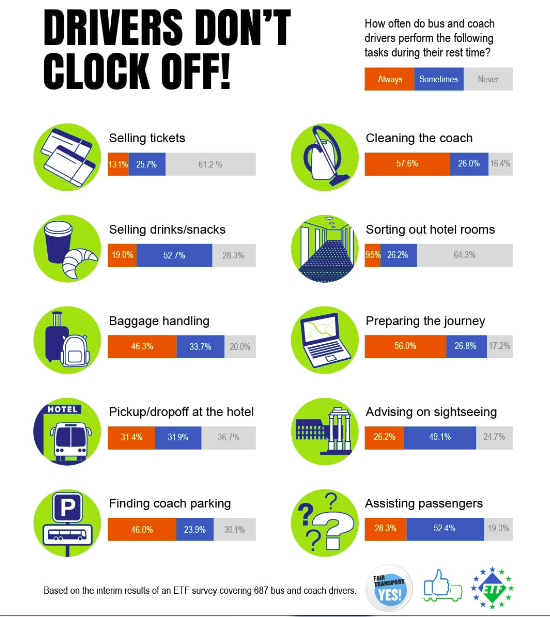 DRIVERS DON'T
CLOCK OFF!
How often do bus and coach
drivers perform the following
tasks during their rest time?
Always Sometimes Never
Selling tickets
13.1% 25.7% 61.2 %
Cleaning the coach
57.6% 26.0% 16.4%
Selling drinks/snacks
19.0% 52.7% 28.3%
Sorting out hotel rooms
9.5% 26.2% 64.3%
Baggage handling
46.3% 33.7% 20.0%
Preparing the journey
56.0% 26.8% 17.2%
HOTEL
Pickup/dropoff at the hotel
31.4% 31.9% 36.7%
Advising on sightseeing
26.2% 49.1% 24.7%
P
Finding coach parking
46.0% 23.9% 30.1%
? ? ? ?
Assisting passengers
28.3% 52.4% 19.3%
Based on the interim results of an ETF survey covering 687 bus and coach drivers.
FAIR
TRANSPORT
YES!
ETF